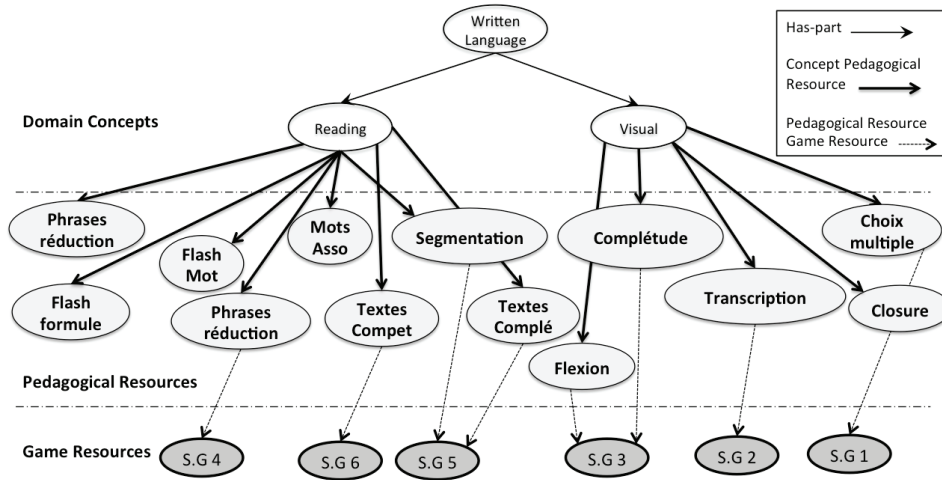 Written
Language
Has-part
Concept Pedagogical
Resource
Pedagogical Resource
Game Resource
Domain Concepts
Reading
Visual
Phrases
réduction
Flash
Mot
Mots
Asso
Segmentation
Complétude
Choix
multiple
Flash
formule
Phrases
réduction
Textes
Compet
Textes
Complé
Transcription
Closure
Flexion
Pedagogical Resources
Game Resources
S.G 4
S.G 6
S.G 5
S.G 3
S.G 2
S.G 1